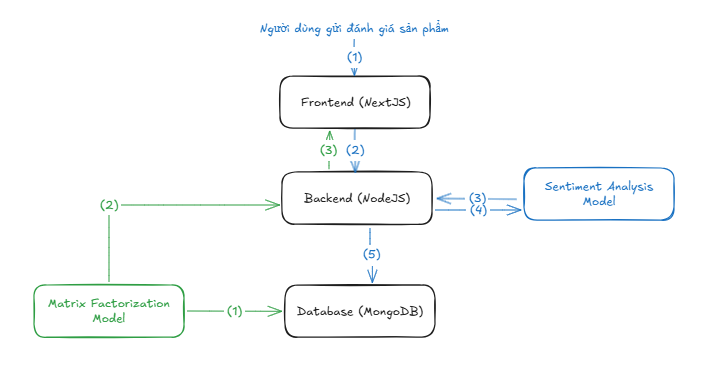 Người dùng gửi đánh giá sản phẩm
(1)
Frontend (NextJS)
(3) (2)
Sentiment Analysis
Model
Backend (NodeJS)
(3)
(4)
(2)
(5)
Matrix Factorization
Model
(1)
Database (MongoDB)